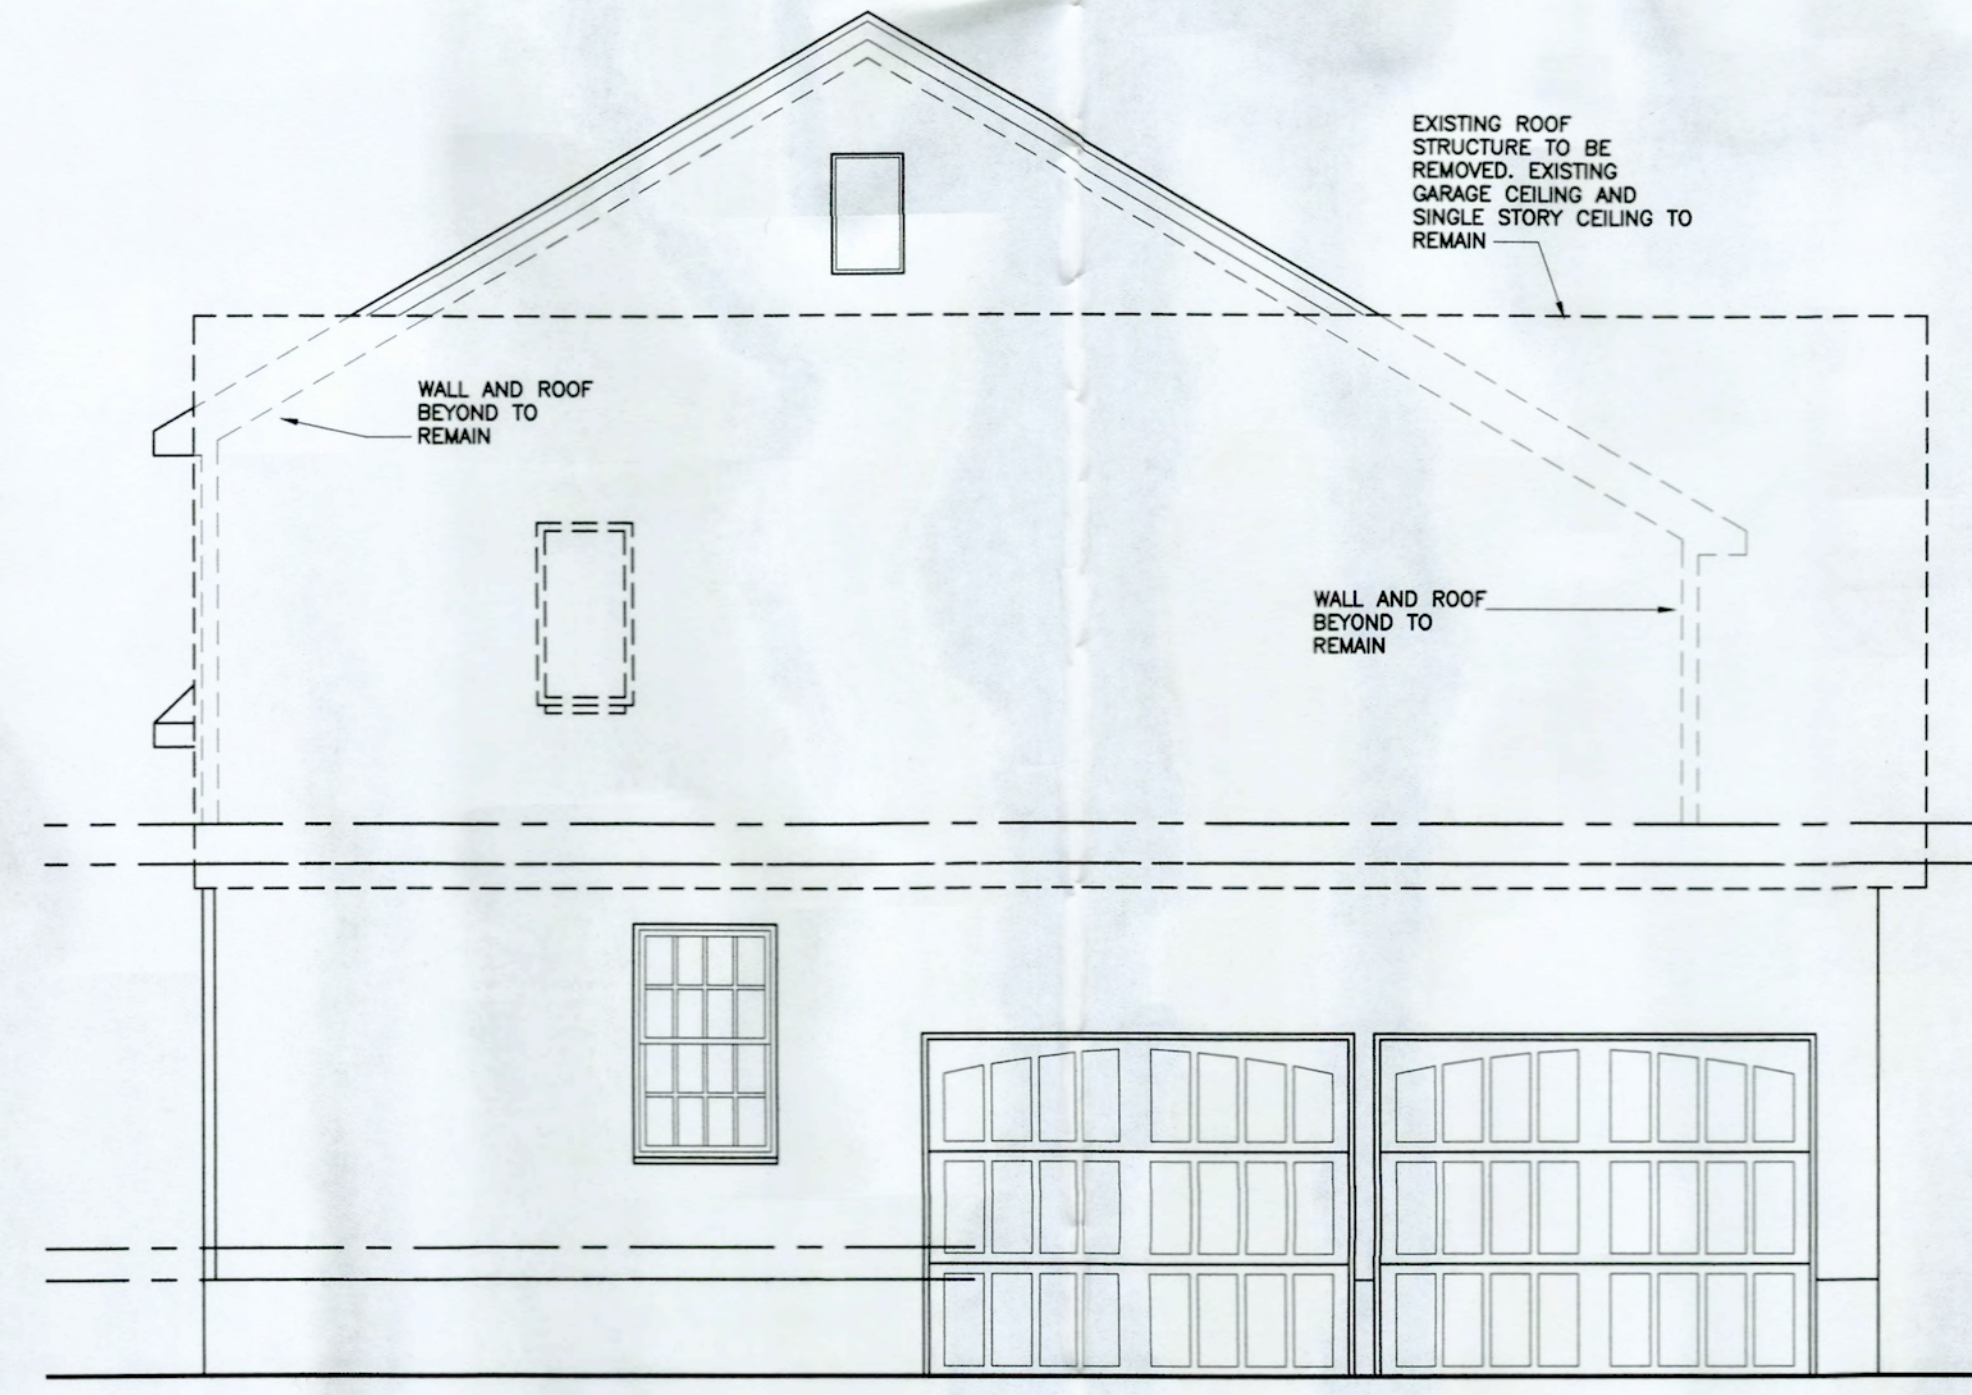 EXISTING ROOF
STRUCTURE TO BE
REMOVED. EXISTING
GARAGE CEILING AND
SINGLE STORY CEILING TO
REMAIN
WALL AND ROOF
BEYOND TO
REMAIN
WALL AND ROOF
BEYOND TO
REMAIN